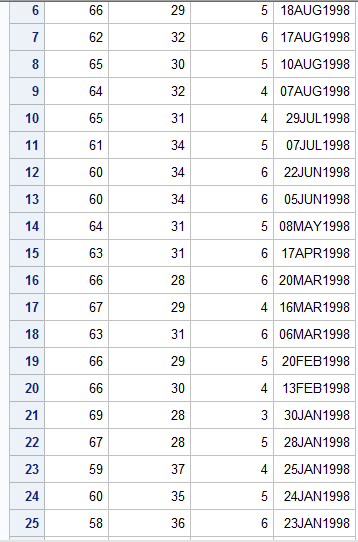 6 66 29 5 18AUG1998
7 62 32 6 17AUG1998
8 65 30 5 10AUG1998
9 64 32 4 07AUG1998
10 65 31 4 29JUL1998
11 61 34 5 07JUL1998
12 60 34 6 22JUN1998
13 60 34 6 05JUN1998
14 64 31 5 08MAY1998
15 63 31 6 17APR1998
16 66 28 6 20MAR1998
17 67 29 4 16MAR1998
18 63 31 6 06MAR1998
19 66 29 5 20FEB1998
20 66 30 4 13FEB1998
21 69 28 3 30JAN1998
22 67 28 5 28JAN1998
23 59 37 4 25JAN1998
24 60 35 5 24JAN1998
25 58 36 6 23JAN1998